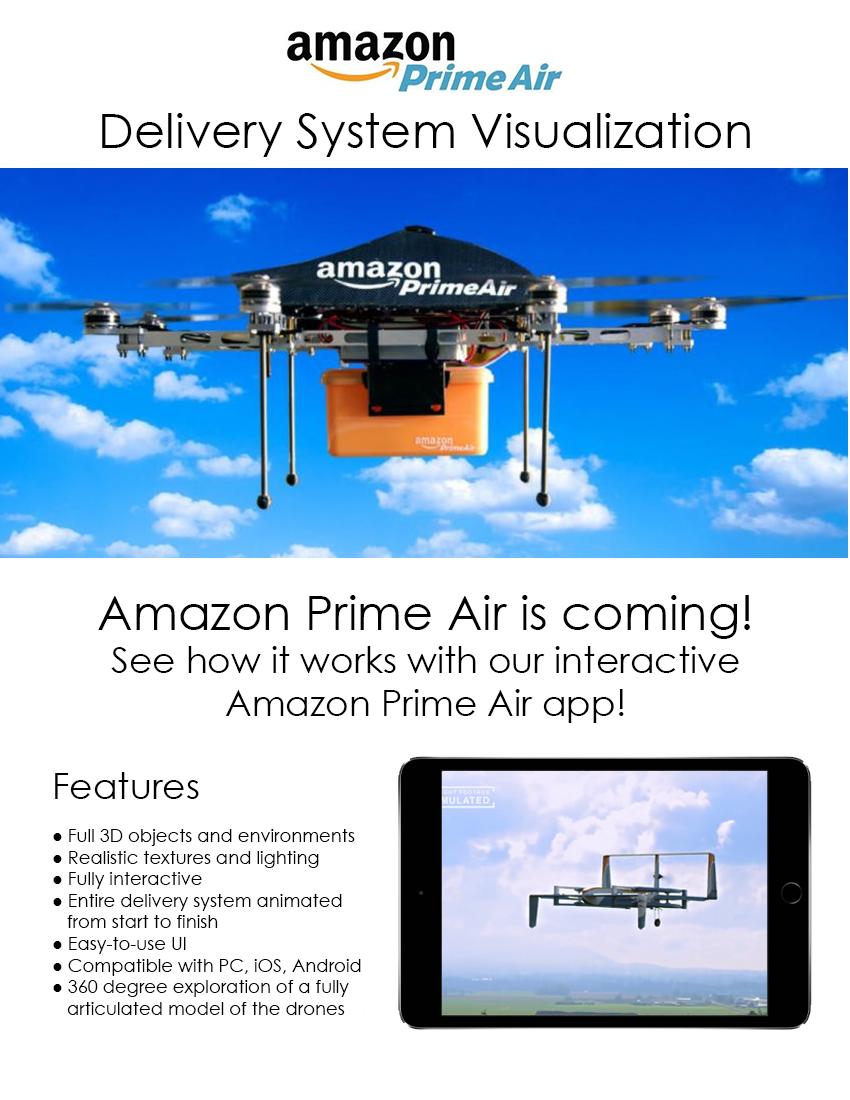 amazon
Prime Air
Delivery System Visualization
amazon
PrimeAir
amazon
PrimeAir
Amazon Prime Air is coming!
See how it works with our interactive
Amazon Prime Air app!
Features
● Full 3D objects and environments
● Realistic textures and lighting
● Fully interactive
● Entire delivery system animated
from start to finish
● Easy-to-use UI
● Compatible with PC, iOS, Android
● 360 degree exploration of a fully
articulated model of the drones
FOOTAGE